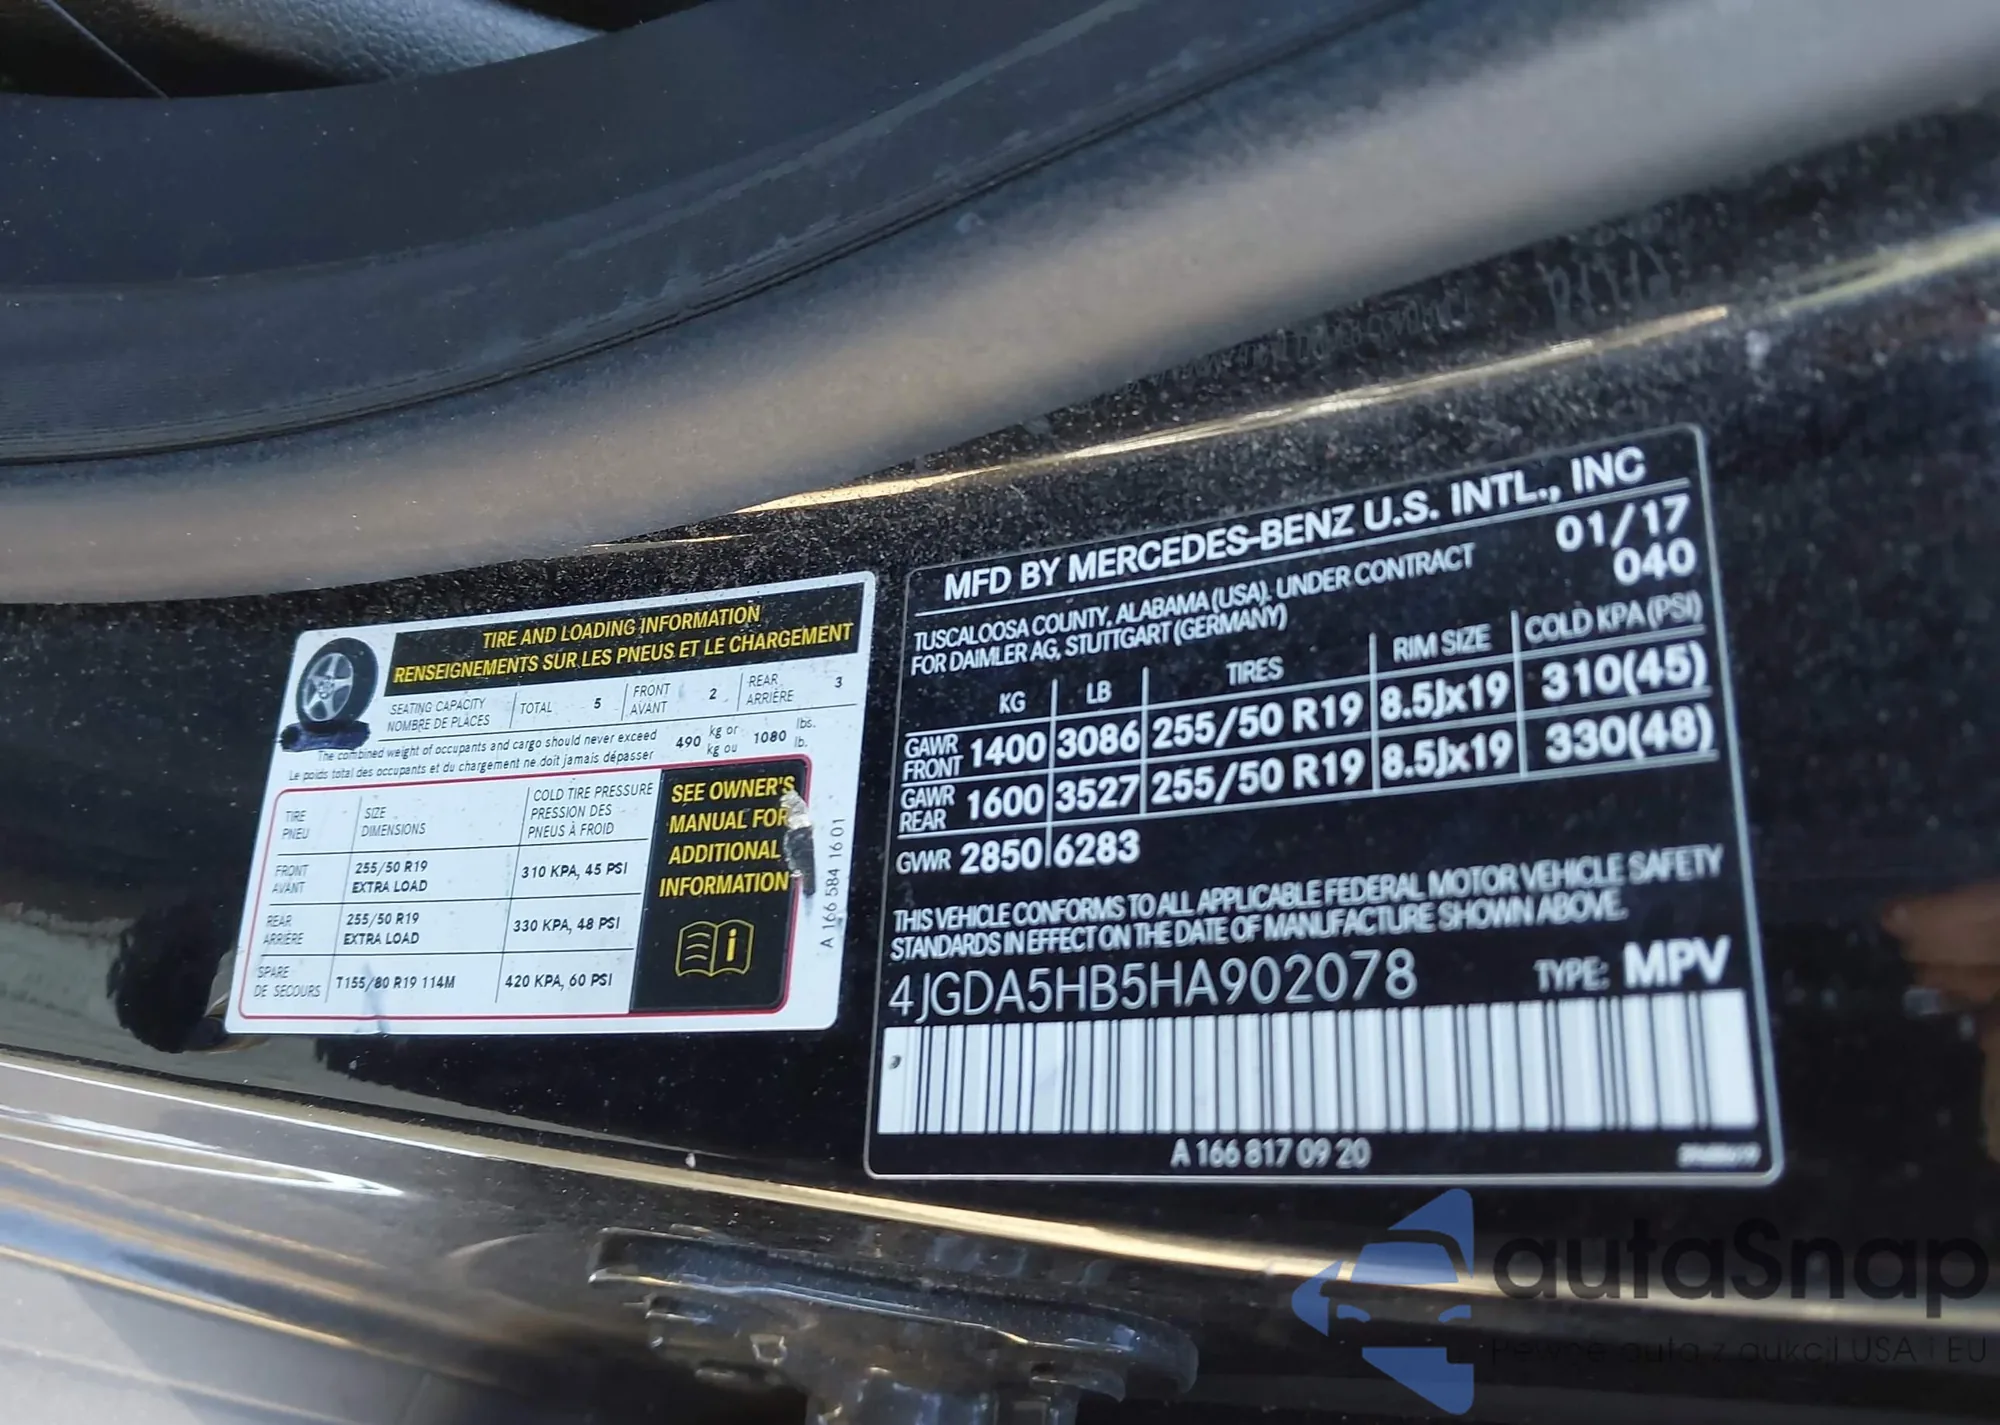 TIRE AND LOADING INFORMATION
RENSEIGNEMENTS SUR LES PNEUS ET LE CHARGEMENT
SEATING CAPACITY
NOMBRE DE PLACES
TOTAL 5
FRONT
AVANT
2
REAR
ARRIÈRE
3
The combined weight of occupants and cargo should never exceed
Le poids total des occupants et du chargement ne doit jamais dépasser
490 kg or
kg ou
1080 lbs.
lb.
TIRE
PNEU
SIZE
DIMENSIONS
COLD TIRE PRESSURE
PRESSION DES
PNEUS À FROID
FRONT
AVANT
255/50 R19
EXTRA LOAD
310 KPA, 45 PSI
REAR
ARRIÈRE
255/50 R19
EXTRA LOAD
330 KPA, 48 PSI
SPARE
DE SECOURS
T155/80 R19 114M
420 KPA, 60 PSI
SEE OWNER'S
MANUAL FOR
ADDITIONAL
INFORMATION
A 166 584 16 01
MFD BY MERCEDES-BENZ U.S. INTL., INC
TUSCALOOSA COUNTY, ALABAMA (USA). UNDER CONTRACT
FOR DAIMLER AG, STUTTGART (GERMANY)
01/17
040
KG LB TIRES RIM SIZE COLD KPA (PSI)
GAWR
FRONT
1400 3086 255/50 R19 8.5Jx19 310(45)
GAWR
REAR
1600 3527 255/50 R19 8.5Jx19 330(48)
GVWR 2850 6283
THIS VEHICLE CONFORMS TO ALL APPLICABLE FEDERAL MOTOR VEHICLE SAFETY
STANDARDS IN EFFECT ON THE DATE OF MANUFACTURE SHOWN ABOVE.
4JGDA5HB5HA902078 TYPE: MPV
A 166 817 09 20
autaSnap
Pewne auta z aukcji USA i EU